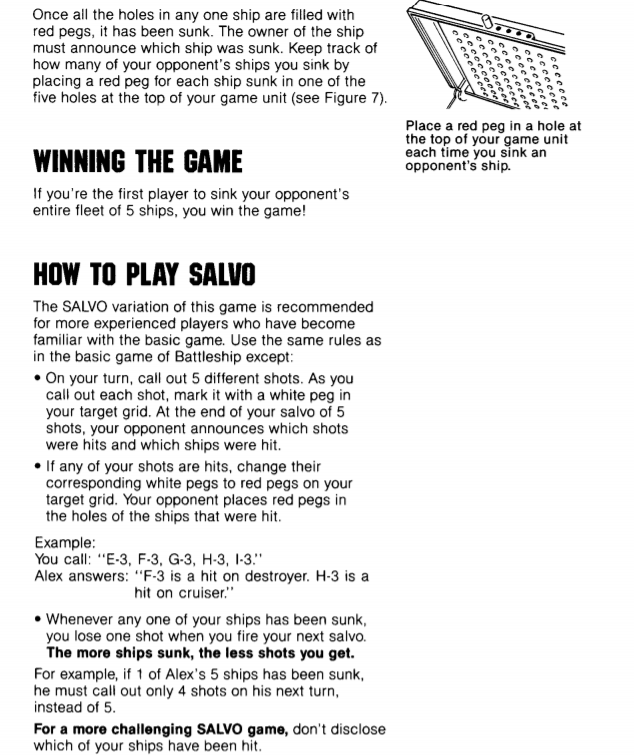 Once all the holes in any one ship are filled with
red pegs, it has been sunk. The owner of the ship
must announce which ship was sunk. Keep track of
how many of your opponent's ships you sink by
placing a red peg for each ship sunk in one of the
five holes at the top of your game unit (see Figure 7).
Place a red peg in a hole at
the top of your game unit
each time you sink an
opponent's ship.
WINNING THE GAME
If you're the first player to sink your opponent's
entire fleet of 5 ships, you win the game!
HOW TO PLAY SALVO
The SALVO variation of this game is recommended
for more experienced players who have become
familiar with the basic game. Use the same rules as
in the basic game of Battleship except:
• On your turn, call out 5 different shots. As you
call out each shot, mark it with a white peg in
your target grid. At the end of your salvo of 5
shots, your opponent announces which shots
were hits and which ships were hit.
• If any of your shots are hits, change their
corresponding white pegs to red pegs on your
target grid. Your opponent places red pegs in
the holes of the ships that were hit.
Example:
You call: "E-3, F-3, G-3, H-3, I-3."
Alex answers: "F-3 is a hit on destroyer. H-3 is a
hit on cruiser."
• Whenever any one of your ships has been sunk,
you lose one shot when you fire your next salvo.
The more ships sunk, the less shots you get.
For example, if 1 of Alex's 5 ships has been sunk,
he must call out only 4 shots on his next turn,
instead of 5.
For a more challenging SALVO game, don't disclose
which of your ships have been hit.